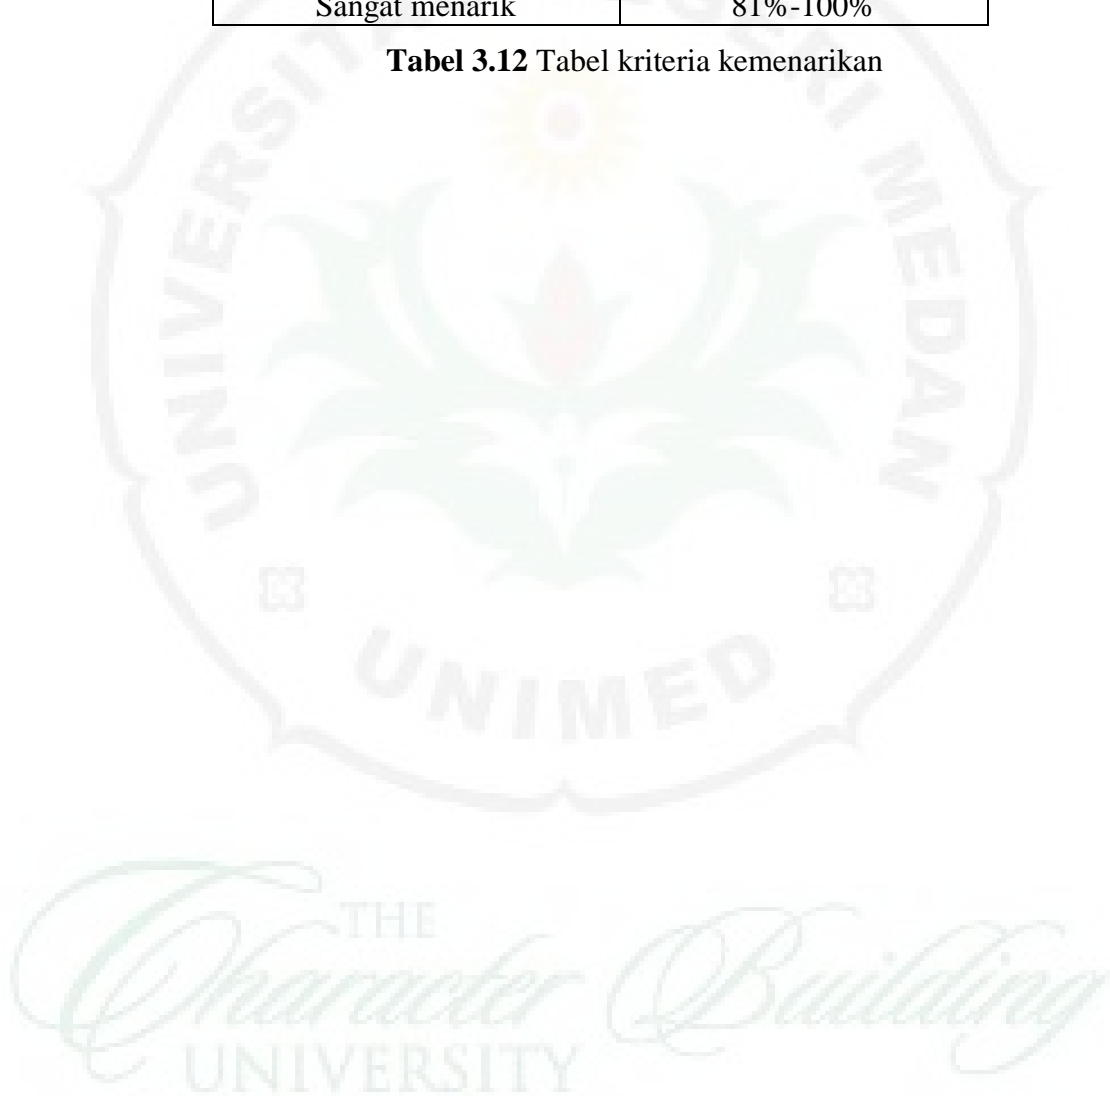 Sangat menarik 81%-100%
Tabel 3.12 Tabel kriteria kemenarikan
UNIVERSITAS NEGERI MEDAN
UNIMED
THE
Character Building
UNIVERSITY